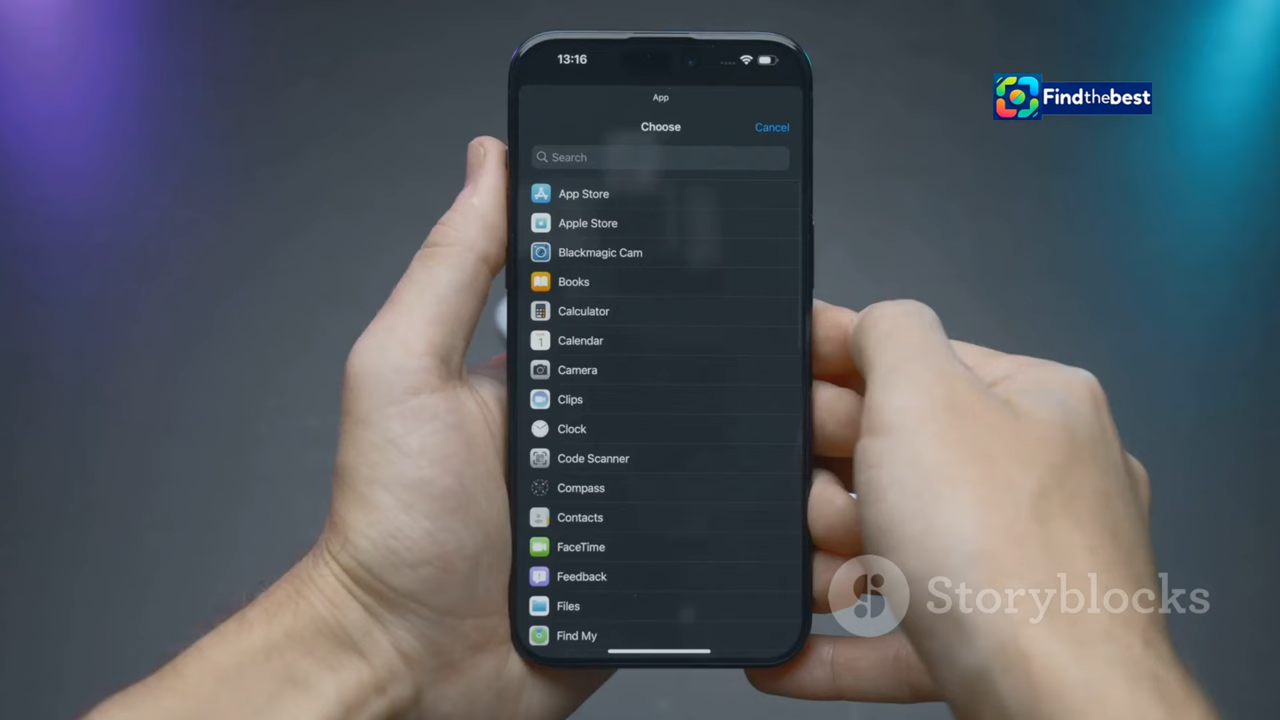 13:16
App
Choose
Cancel
Search
App Store
Apple Store
Blackmagic Cam
Books
Calculator
1
Calendar
Camera
Clips
Clock
Code Scanner
Compass
Contacts
FaceTime
Feedback
Files
Find My
Findthebest
Storyblocks